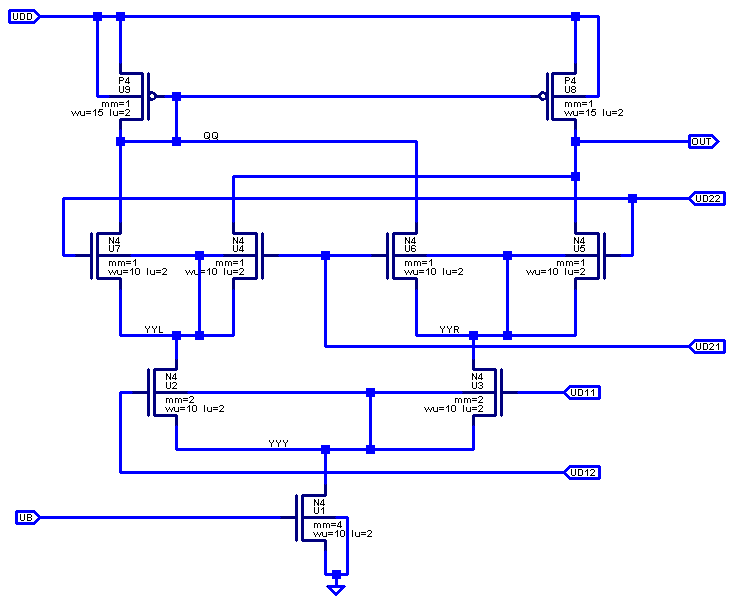 UDD
P4
U9
mm=1
wu=15 lu=2
P4
U8
mm=1
wu=15 lu=2
QQ
OUT
UD22
N4
U7
mm=1
wu=10 lu=2
N4
U4
mm=1
wu=10 lu=2
N4
U6
mm=1
wu=10 lu=2
N4
U5
mm=1
wu=10 lu=2
YYL
YYR
UD21
N4
U2
mm=2
wu=10 lu=2
N4
U3
mm=2
wu=10 lu=2
UD11
YYY
UD12
N4
U1
mm=4
wu=10 lu=2
UB